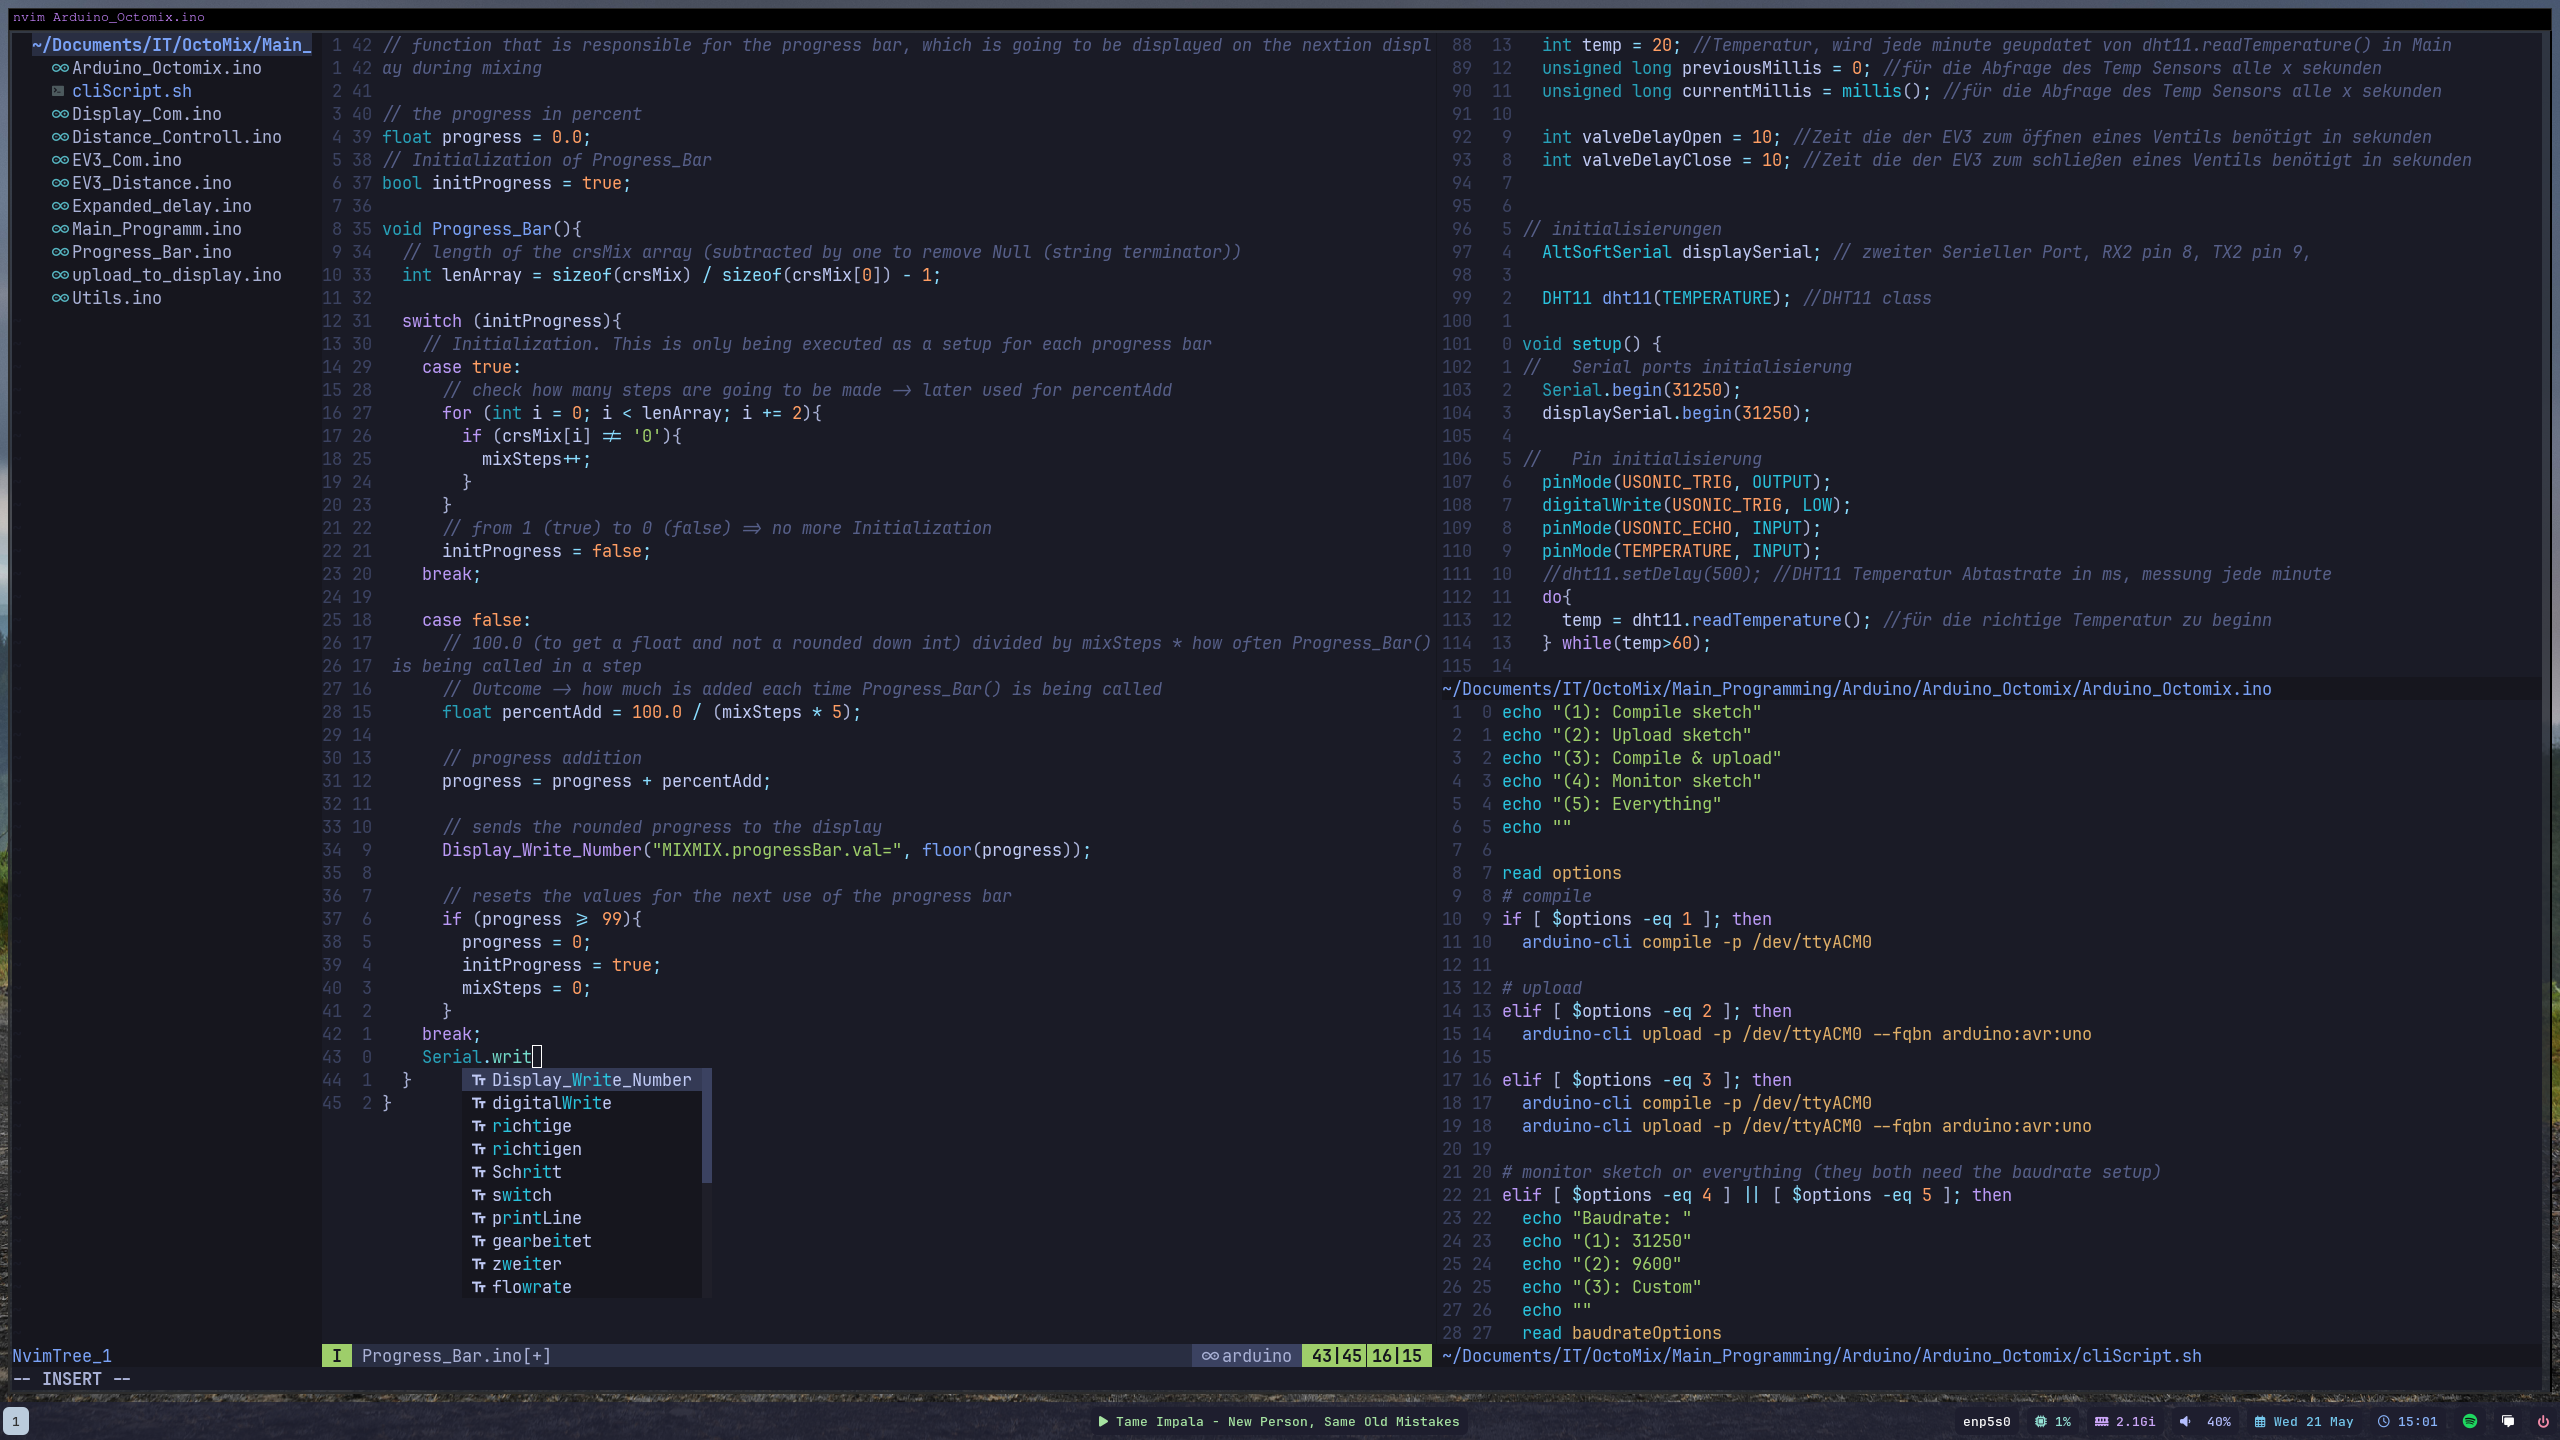 nvim Arduino_Octomix.ino
~/Documents/IT/OctoMix/Main_
Arduino_Octomix.ino
cliScript.sh
Display_Com.ino
Distance_Controll.ino
EV3_Com.ino
EV3_Distance.ino
Expanded_delay.ino
Main_Programm.ino
Progress_Bar.ino
upload_to_display.ino
Utils.ino
NvimTree_1
1 42 // function that is responsible for the progress bar, which is going to be displayed on the nextion displ
1 42 ay during mixing
2 41
3 40 // the progress in percent
4 39 float progress = 0.0;
5 38 // Initialization of Progress_Bar
6 37 bool initProgress = true;
7 36
8 35 void Progress_Bar(){
9 34   // length of the crsMix array (subtracted by one to remove Null (string terminator))
10 33   int lenArray = sizeof(crsMix) / sizeof(crsMix[0]) - 1;
11 32
12 31   switch (initProgress){
13 30     // Initialization. This is only being executed as a setup for each progress bar
14 29     case true:
15 28       // check how many steps are going to be made -> later used for percentAdd
16 27       for (int i = 0; i < lenArray; i += 2){
17 26         if (crsMix[i] != '0'){
18 25           mixSteps++;
19 24         }
20 23       }
21 22       // from 1 (true) to 0 (false) => no more Initialization
22 21       initProgress = false;
23 20     break;
24 19
25 18     case false:
26 17       // 100.0 (to get a float and not a rounded down int) divided by mixSteps * how often Progress_Bar()
26 17  is being called in a step
27 16       // Outcome -> how much is added each time Progress_Bar() is being called
28 15       float percentAdd = 100.0 / (mixSteps * 5);
29 14
30 13       // progress addition
31 12       progress = progress + percentAdd;
32 11
33 10       // sends the rounded progress to the display
34 9       Display_Write_Number("MIXMIX.progressBar.val=", floor(progress));
35 8
36 7       // resets the values for the next use of the progress bar
37 6       if (progress >= 99){
38 5         progress = 0;
39 4         initProgress = true;
40 3         mixSteps = 0;
41 2       }
42 1     break;
43 0     Serial.writ
44 1   }
45 2 }
Display_Write_Number
digitalWrite
richtige
richtigen
Schritt
switch
printLine
gearbeitet
zweiter
flowrate
I Progress_Bar.ino[+] arduino 43|45 16|15
88 13   int temp = 20; //Temperatur, wird jede minute geupdatet von dht11.readTemperature() in Main
89 12   unsigned long previousMillis = 0; //für die Abfrage des Temp Sensors alle x sekunden
90 11   unsigned long currentMillis = millis(); //für die Abfrage des Temp Sensors alle x sekunden
91 10
92 9   int valveDelayOpen = 10; //Zeit die der EV3 zum öffnen eines Ventils benötigt in sekunden
93 8   int valveDelayClose = 10; //Zeit die der EV3 zum schließen eines Ventils benötigt in sekunden
94 7
95 6
96 5 // initialisierungen
97 4   AltSoftSerial displaySerial; // zweiter Serieller Port, RX2 pin 8, TX2 pin 9,
98 3
99 2   DHT11 dht11(TEMPERATURE); //DHT11 class
100 1
101 0 void setup() {
102 1 //   Serial ports initialisierung
103 2   Serial.begin(31250);
104 3   displaySerial.begin(31250);
105 4
106 5 //   Pin initialisierung
107 6   pinMode(USONIC_TRIG, OUTPUT);
108 7   digitalWrite(USONIC_TRIG, LOW);
109 8   pinMode(USONIC_ECHO, INPUT);
110 9   pinMode(TEMPERATURE, INPUT);
111 10   //dht11.setDelay(500); //DHT11 Temperatur Abtastrate in ms, messung jede minute
112 11   do{
113 12     temp = dht11.readTemperature(); //für die richtige Temperatur zu beginn
114 13   } while(temp>60);
115 14
~/Documents/IT/OctoMix/Main_Programming/Arduino/Arduino_Octomix/Arduino_Octomix.ino
1 0 echo "(1): Compile sketch"
2 1 echo "(2): Upload sketch"
3 2 echo "(3): Compile & upload"
4 3 echo "(4): Monitor sketch"
5 4 echo "(5): Everything"
6 5 echo ""
7 6
8 7 read options
9 8 # compile
10 9 if [ $options -eq 1 ]; then
11 10   arduino-cli compile -p /dev/ttyACM0
12 11
13 12 # upload
14 13 elif [ $options -eq 2 ]; then
15 14   arduino-cli upload -p /dev/ttyACM0 --fqbn arduino:avr:uno
16 15
17 16 elif [ $options -eq 3 ]; then
18 17   arduino-cli compile -p /dev/ttyACM0
19 18   arduino-cli upload -p /dev/ttyACM0 --fqbn arduino:avr:uno
20 19
21 20 # monitor sketch or everything (they both need the baudrate setup)
22 21 elif [ $options -eq 4 ] || [ $options -eq 5 ]; then
23 22   echo "Baudrate: "
24 23   echo "(1): 31250"
25 24   echo "(2): 9600"
26 25   echo "(3): Custom"
27 26   echo ""
28 27   read baudrateOptions
~/Documents/IT/OctoMix/Main_Programming/Arduino/Arduino_Octomix/cliScript.sh
-- INSERT --
1
Tame Impala - New Person, Same Old Mistakes
enp5s0 1% 2.1Gi 40% Wed 21 May 15:01